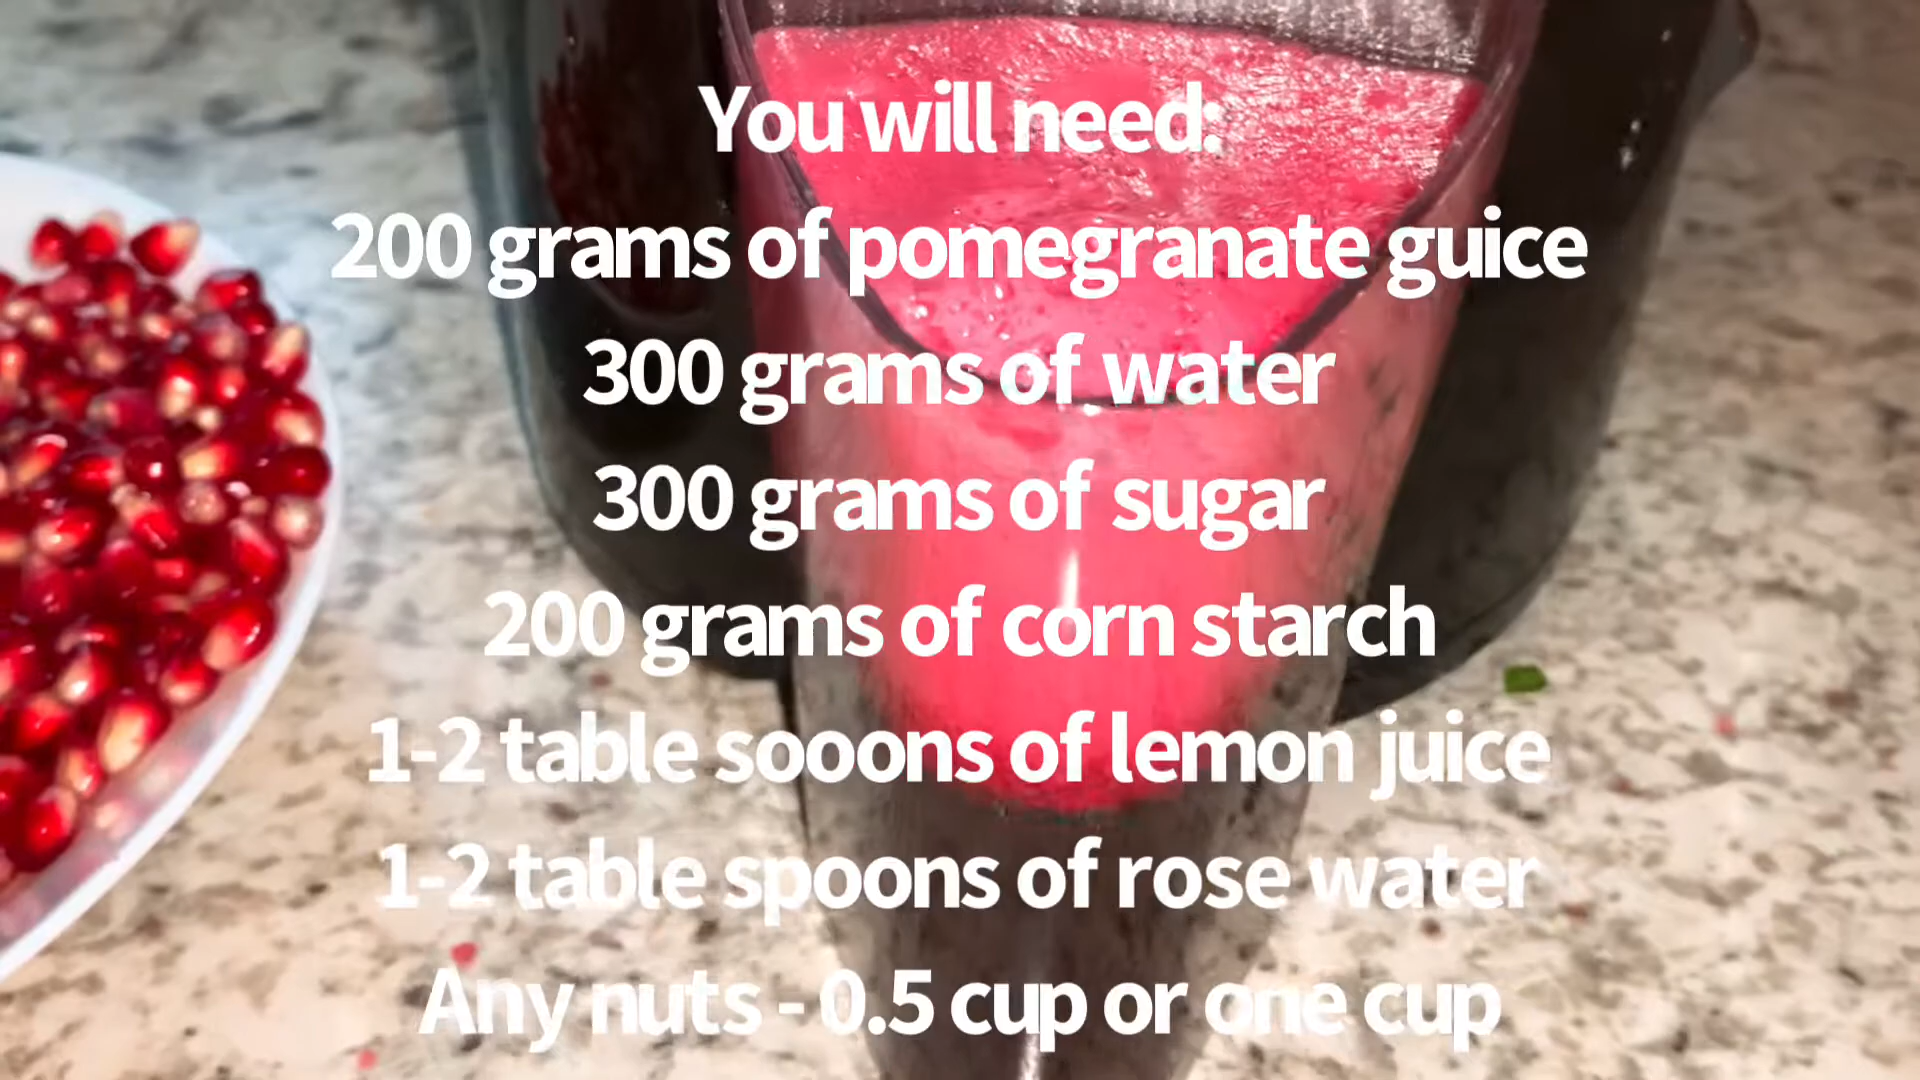 You will need:
200 grams of pomegranate guice
300 grams of water
300 grams of sugar
200 grams of corn starch
1-2 table sooons of lemon juice
1-2 table spoons of rose water
Any nuts - 0.5 cup or one cup